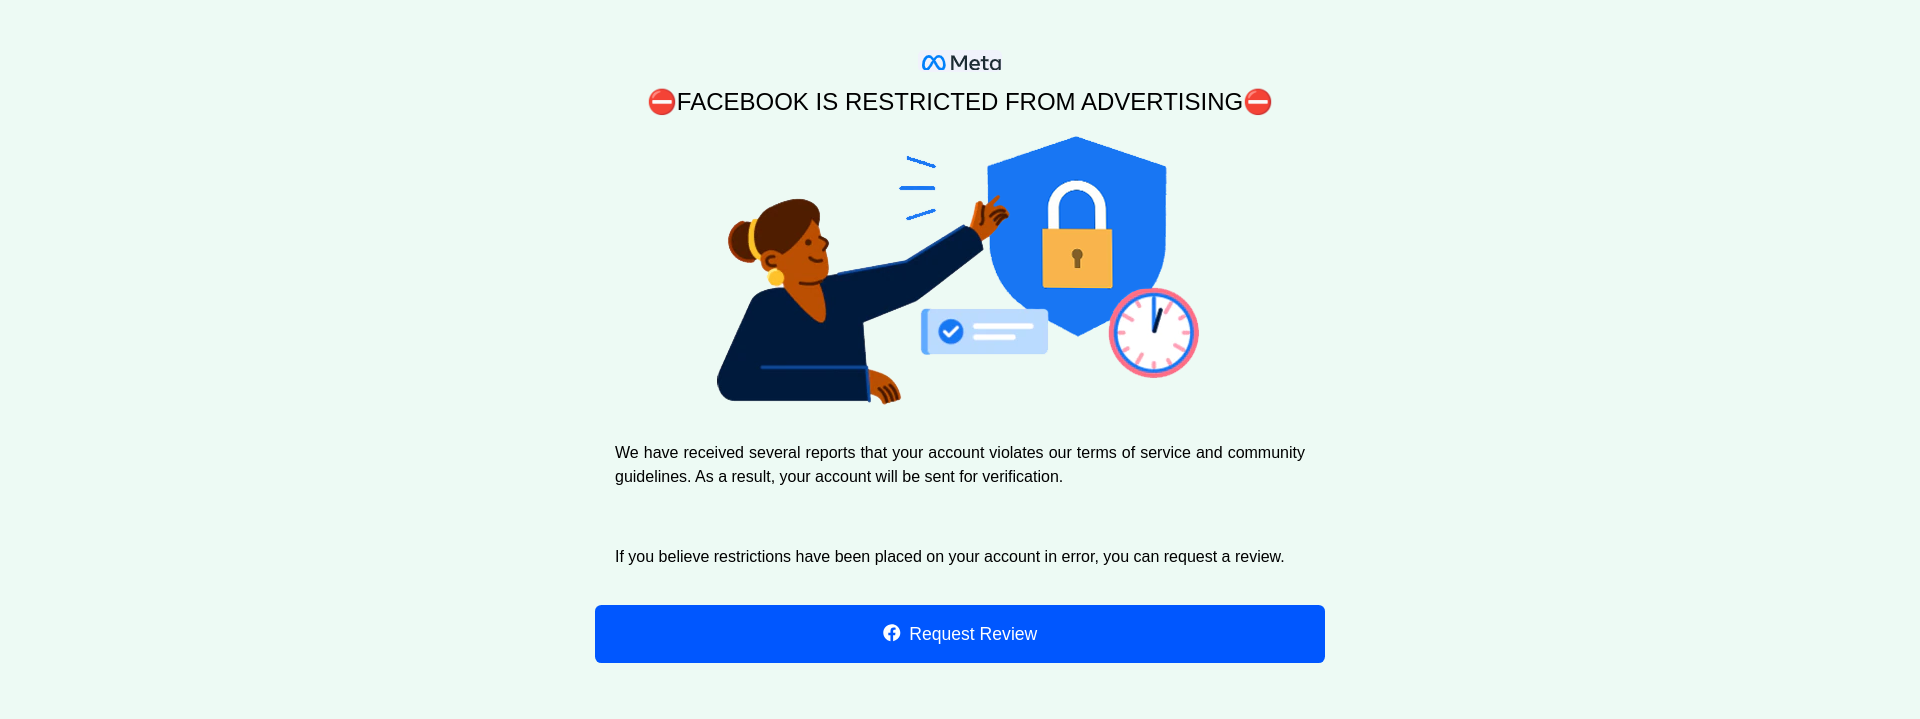 Meta
⛔FACEBOOK IS RESTRICTED FROM ADVERTISING⛔
We have received several reports that your account violates our terms of service and community
guidelines. As a result, your account will be sent for verification.
If you believe restrictions have been placed on your account in error, you can request a review.
Request Review